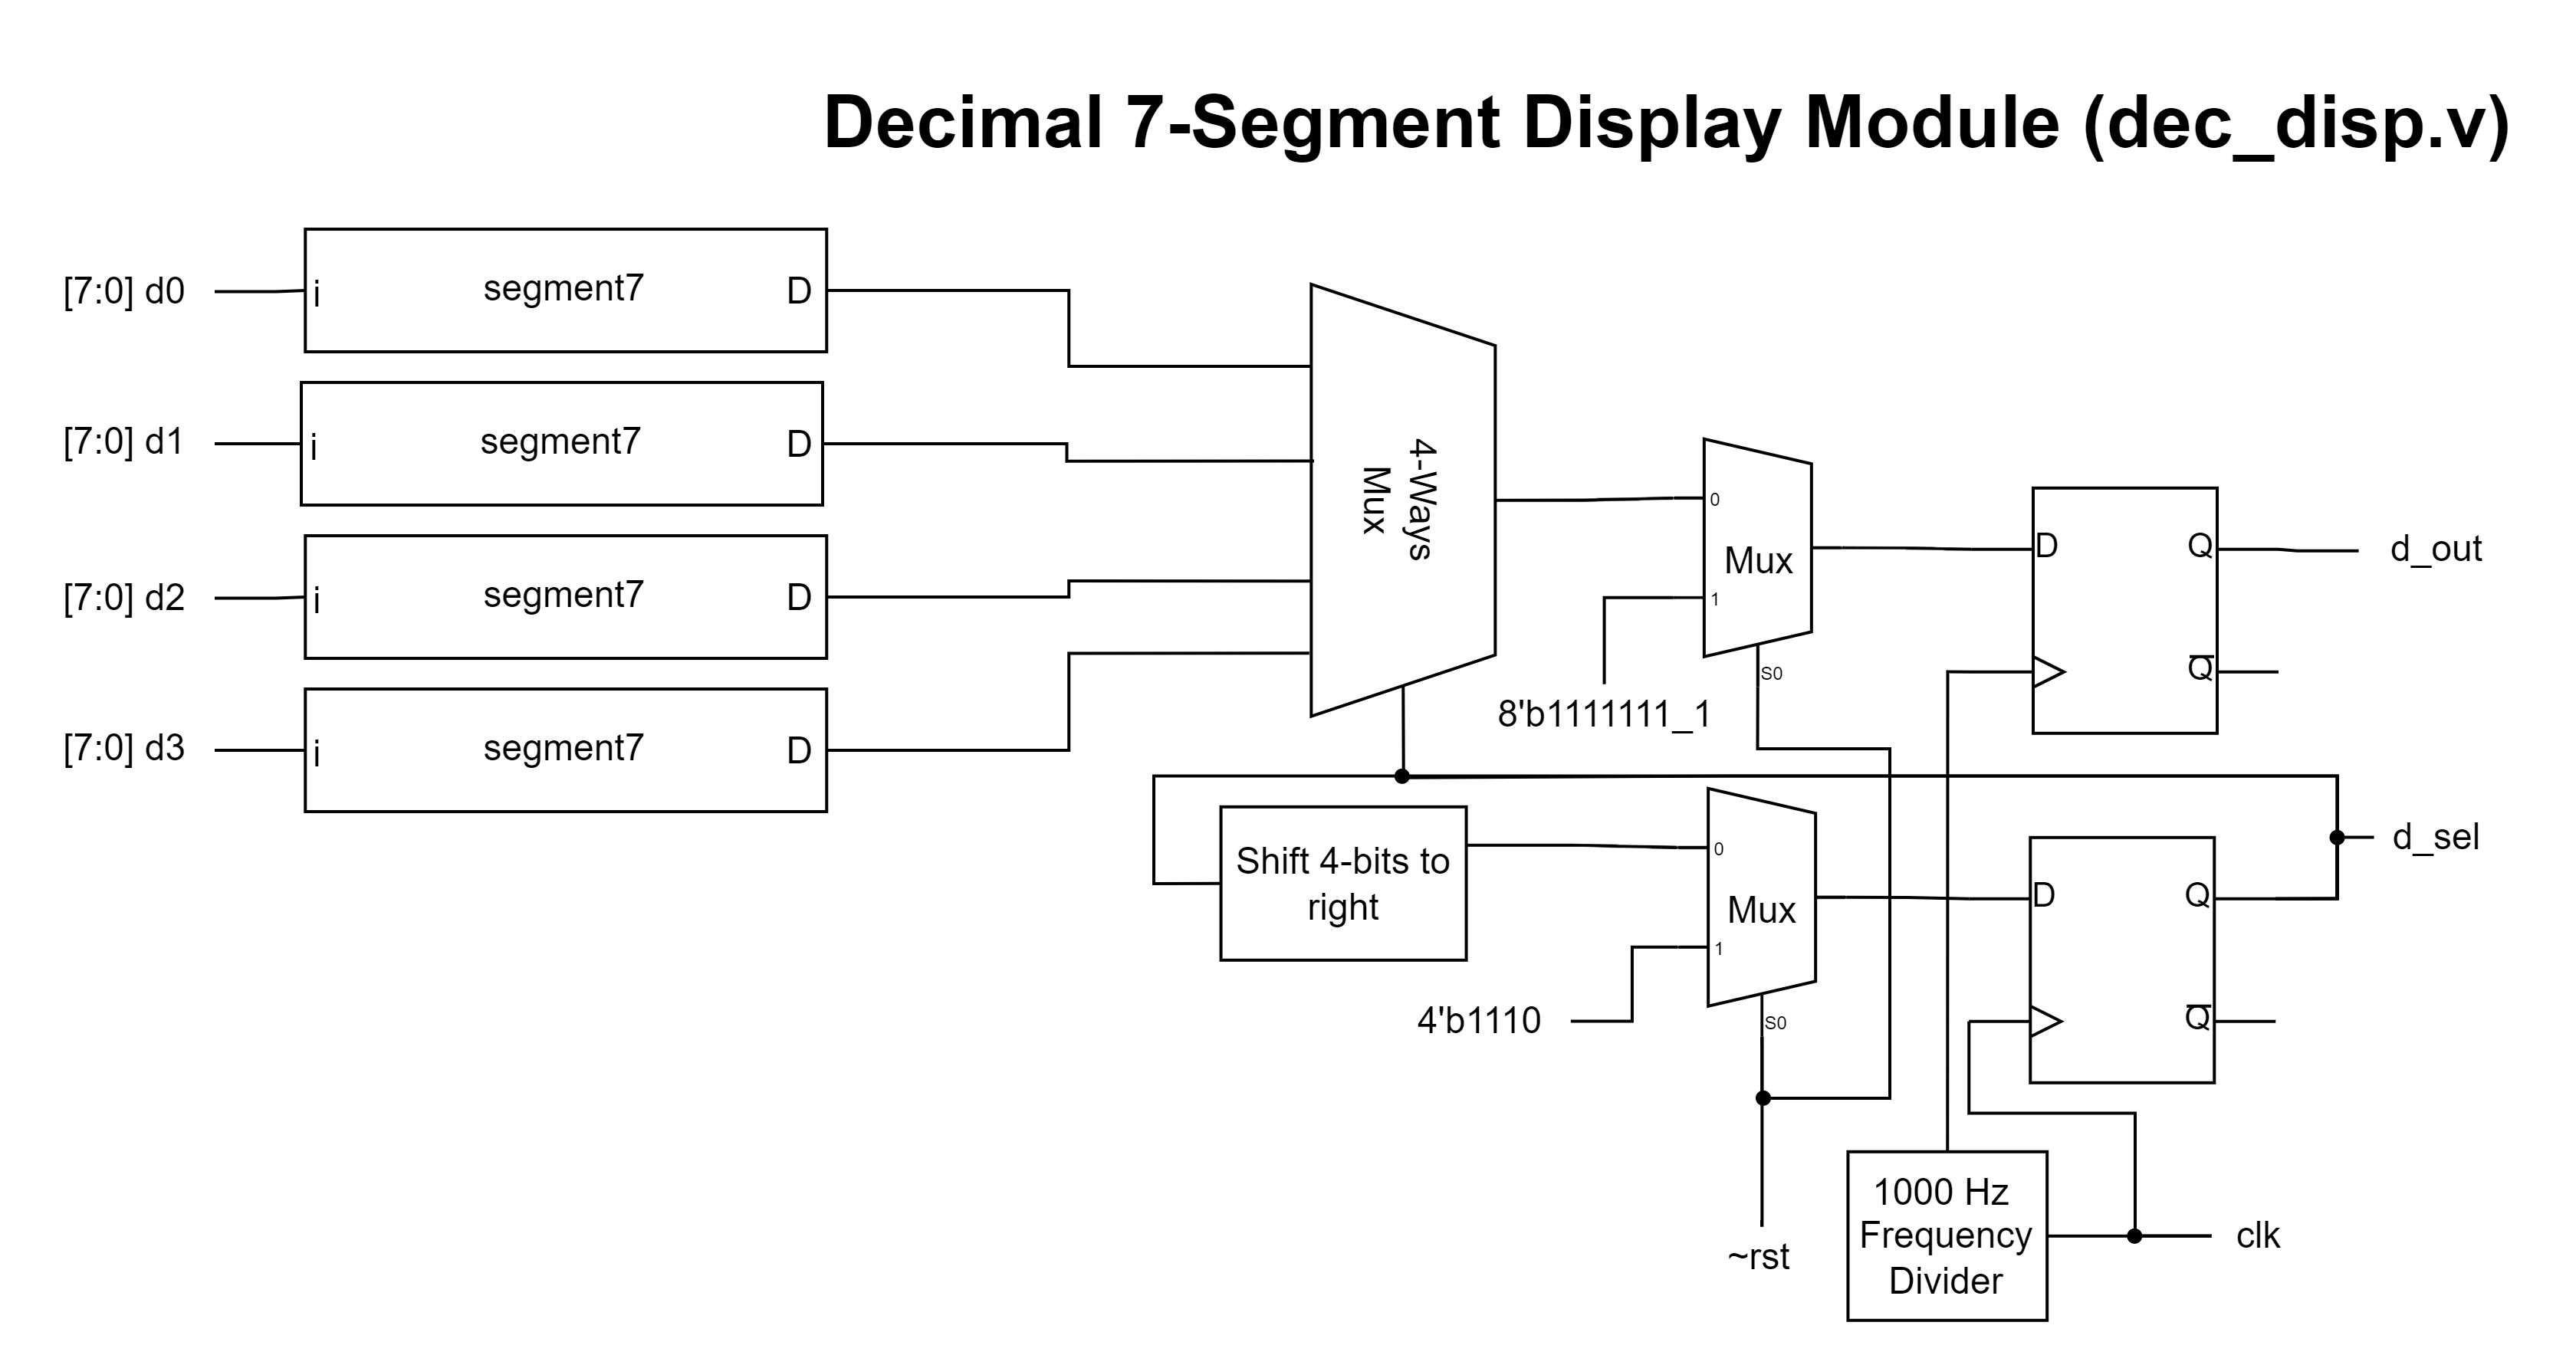 Decimal 7-Segment Display Module (dec_disp.v)
[7:0] d0
i
segment7
D
[7:0] d1
i
segment7
D
[7:0] d2
i
segment7
D
[7:0] d3
i
segment7
D
4-Ways
Mux
0
Mux
1
S0
8'b1111111_1
D
Q
Q
d_out
Shift 4-bits to
right
0
Mux
1
S0
4'b1110
D
Q
Q
d_sel
~rst
1000 Hz
Frequency
Divider
clk